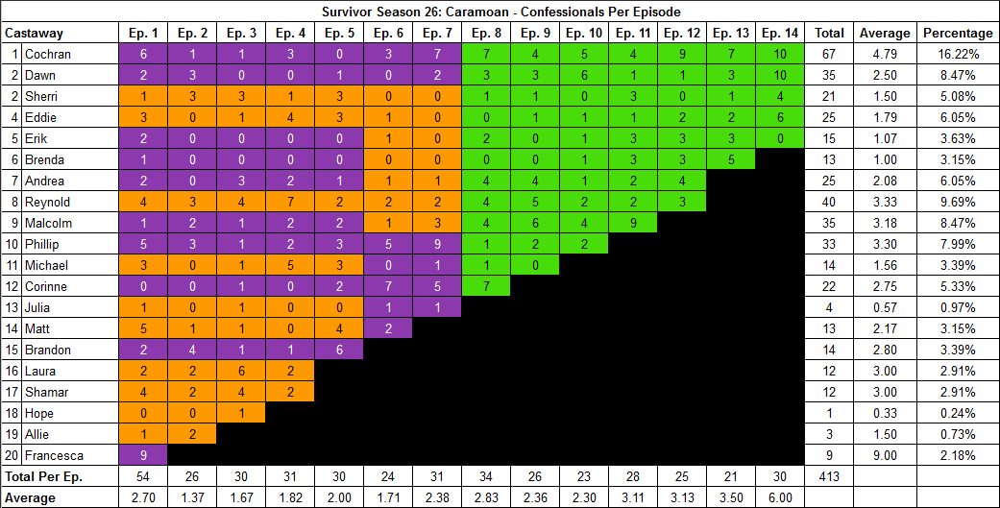 Survivor Season 26: Caramoan - Confessionals Per Episode
Castaway Ep. 1 Ep. 2 Ep. 3 Ep. 4 Ep. 5 Ep. 6 Ep. 7 Ep. 8 Ep. 9 Ep. 10 Ep. 11 Ep. 12 Ep. 13 Ep. 14 Total Average Percentage
1 Cochran 6 1 1 3 0 3 7 7 4 5 4 9 7 10 67 4.79 16.22%
2 Dawn 2 3 0 0 1 0 2 3 3 6 1 1 3 10 35 2.50 8.47%
2 Sherri 1 3 3 1 3 0 0 1 1 0 3 0 1 4 21 1.50 5.08%
4 Eddie 3 0 1 4 3 1 0 0 1 1 1 2 2 6 25 1.79 6.05%
5 Erik 2 0 0 0 0 1 0 2 0 1 3 3 3 0 15 1.07 3.63%
6 Brenda 1 0 0 0 0 0 0 0 0 1 3 3 5 13 1.00 3.15%
7 Andrea 2 0 3 2 1 1 1 4 4 1 2 4 25 2.08 6.05%
8 Reynold 4 3 4 7 2 2 2 4 5 2 2 3 40 3.33 9.69%
9 Malcolm 1 2 1 2 2 1 3 4 6 4 9 35 3.18 8.47%
10 Phillip 5 3 1 2 3 5 9 1 2 2 33 3.30 7.99%
11 Michael 3 0 1 5 3 0 1 1 0 14 1.56 3.39%
12 Corinne 0 0 1 0 2 7 5 7 22 2.75 5.33%
13 Julia 1 0 1 0 0 1 1 4 0.57 0.97%
14 Matt 5 1 1 0 4 2 13 2.17 3.15%
15 Brandon 2 4 1 1 6 14 2.80 3.39%
16 Laura 2 2 6 2 12 3.00 2.91%
17 Shamar 4 2 4 2 12 3.00 2.91%
18 Hope 0 0 1 1 0.33 0.24%
19 Allie 1 2 3 1.50 0.73%
20 Francesca 9 9 9.00 2.18%
Total Per Ep. 54 26 30 31 30 24 31 34 26 23 28 25 21 30 413
Average 2.70 1.37 1.67 1.82 2.00 1.71 2.38 2.83 2.36 2.30 3.11 3.13 3.50 6.00